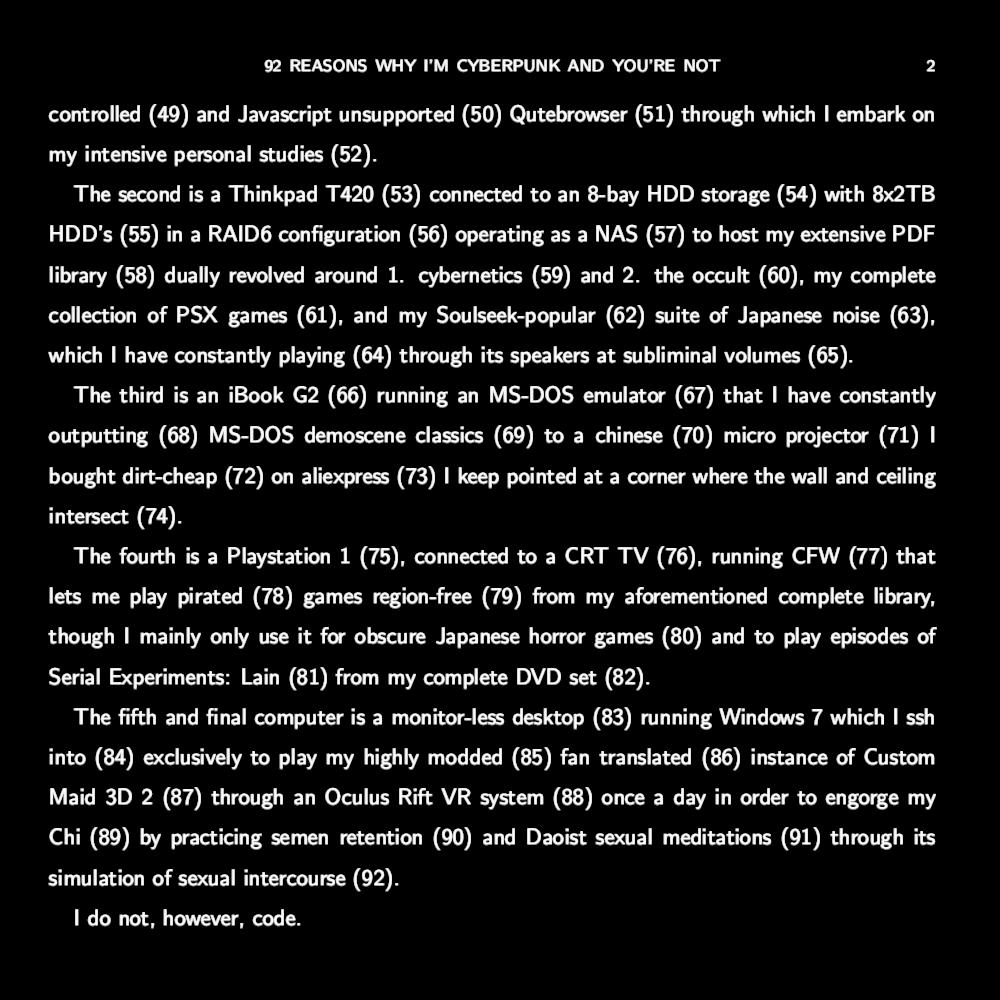 92 REASONS WHY I'M CYBERPUNK AND YOU'RE NOT 2
controlled (49) and Javascript unsupported (50) Qutebrowser (51) through which I embark on
my intensive personal studies (52).
The second is a Thinkpad T420 (53) connected to an 8-bay HDD storage (54) with 8x2TB
HDD's (55) in a RAID6 configuration (56) operating as a NAS (57) to host my extensive PDF
library (58) dually revolved around 1. cybernetics (59) and 2. the occult (60), my complete
collection of PSX games (61), and my Soulseek-popular (62) suite of Japanese noise (63),
which I have constantly playing (64) through its speakers at subliminal volumes (65).
The third is an iBook G2 (66) running an MS-DOS emulator (67) that I have constantly
outputting (68) MS-DOS demoscene classics (69) to a chinese (70) micro projector (71) I
bought dirt-cheap (72) on aliexpress (73) I keep pointed at a corner where the wall and ceiling
intersect (74).
The fourth is a Playstation 1 (75), connected to a CRT TV (76), running CFW (77) that
lets me play pirated (78) games region-free (79) from my aforementioned complete library,
though I mainly only use it for obscure Japanese horror games (80) and to play episodes of
Serial Experiments: Lain (81) from my complete DVD set (82).
The fifth and final computer is a monitor-less desktop (83) running Windows 7 which I ssh
into (84) exclusively to play my highly modded (85) fan translated (86) instance of Custom
Maid 3D 2 (87) through an Oculus Rift VR system (88) once a day in order to engorge my
Chi (89) by practicing semen retention (90) and Daoist sexual meditations (91) through its
simulation of sexual intercourse (92).
I do not, however, code.